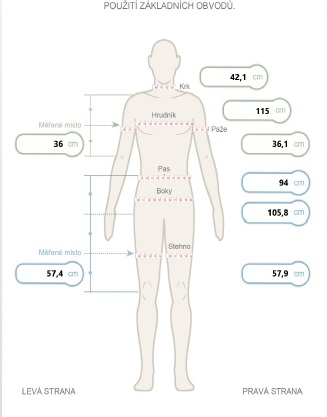 POUŽITÍ ZÁKLADNÍCH OBVODŮ.
42,1 cm
Krk
115 cm
Hrudník
Měřené místo
Paže
36 cm
36,1 cm
Pas
94 cm
Boky
105,8 cm
Stehno
Měřené místo
57,4 cm
57,9 cm
LEVÁ STRANA
PRAVÁ STRANA